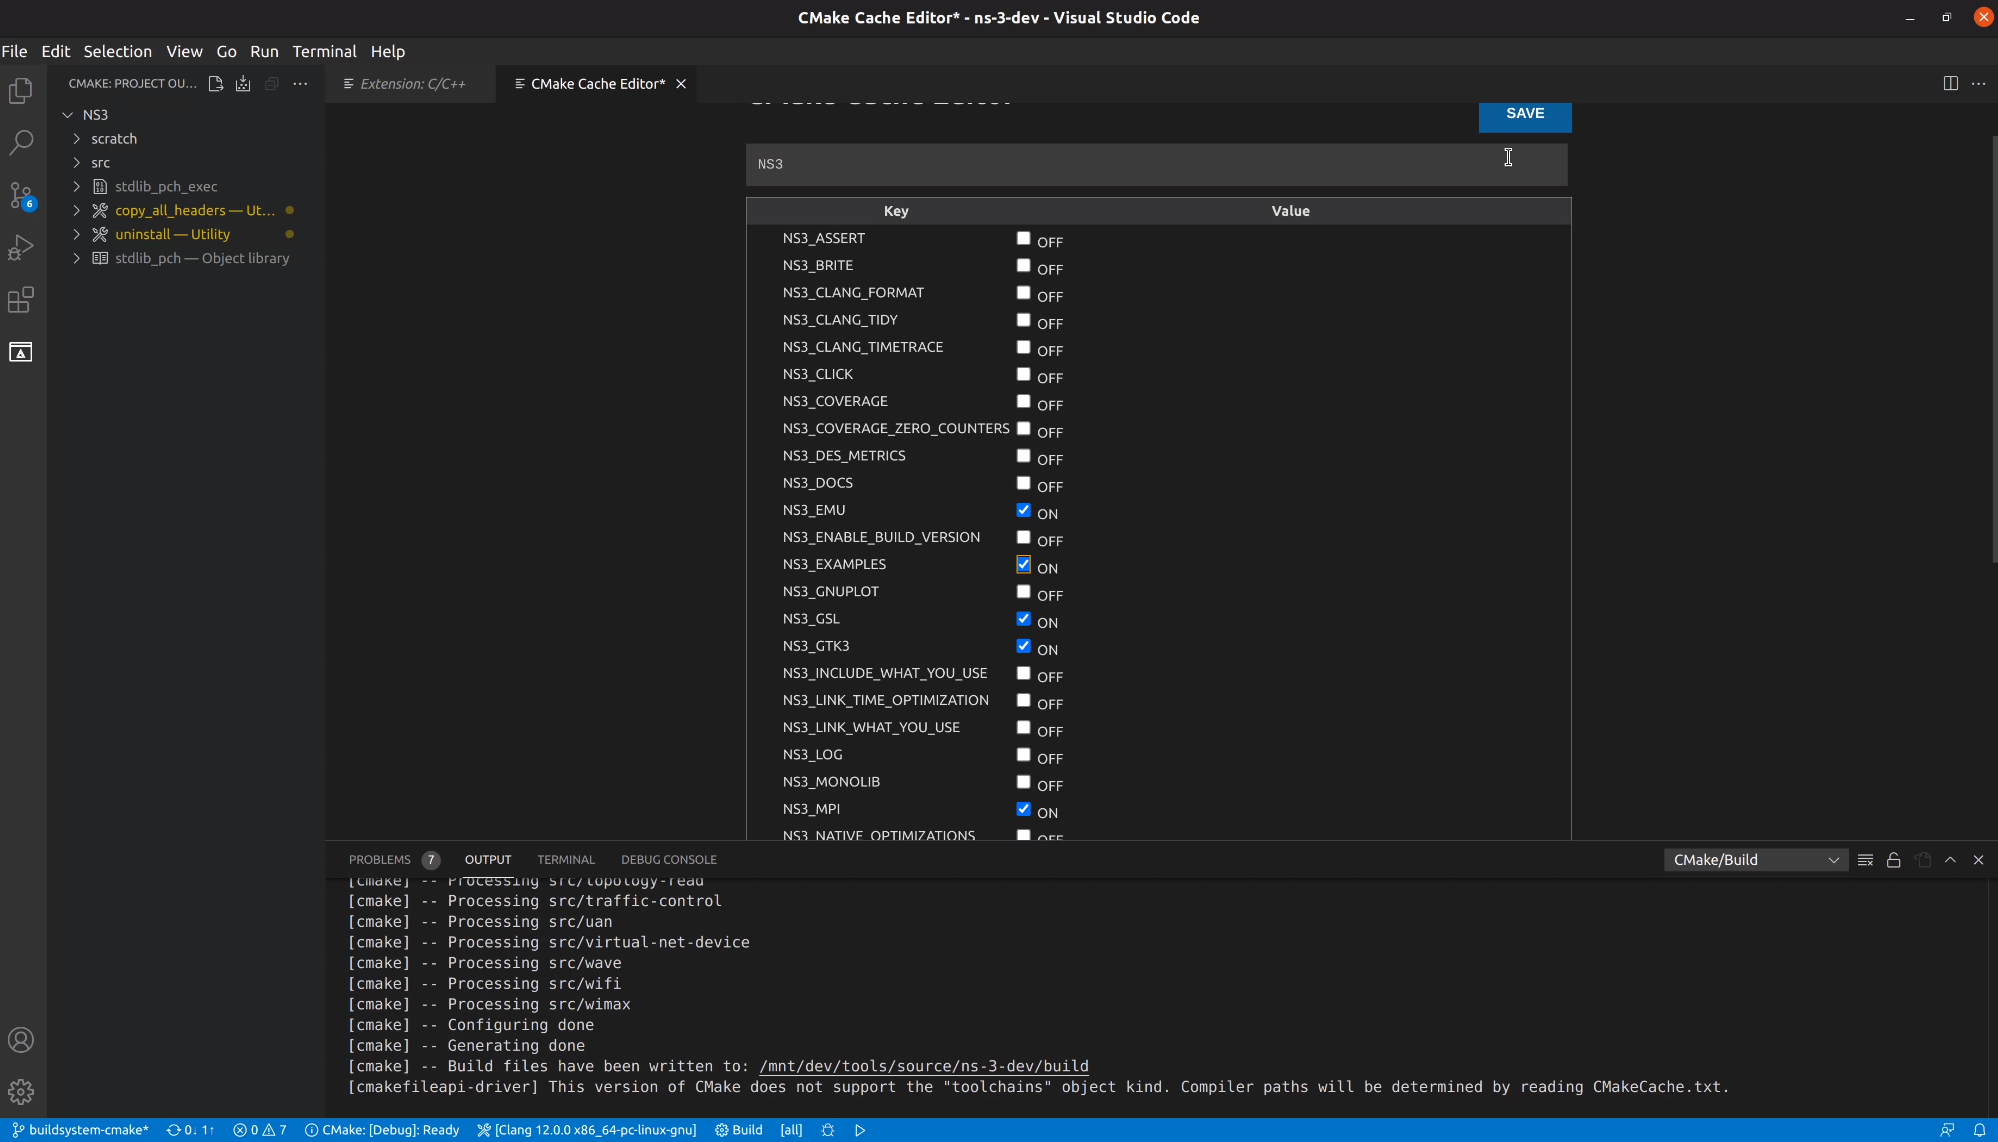 CMake Cache Editor* - ns-3-dev - Visual Studio Code
File Edit Selection View Go Run Terminal Help
CMAKE: PROJECT OU...
Extension: C/C++
CMake Cache Editor*
NS3
scratch
src
stdlib_pch_exec
copy_all_headers — Ut...
uninstall — Utility
stdlib_pch — Object library
6
CMake Cache Editor
SAVE
NS3
Key Value
NS3_ASSERT OFF
NS3_BRITE OFF
NS3_CLANG_FORMAT OFF
NS3_CLANG_TIDY OFF
NS3_CLANG_TIMETRACE OFF
NS3_CLICK OFF
NS3_COVERAGE OFF
NS3_COVERAGE_ZERO_COUNTERS OFF
NS3_DES_METRICS OFF
NS3_DOCS OFF
NS3_EMU ON
NS3_ENABLE_BUILD_VERSION OFF
NS3_EXAMPLES ON
NS3_GNUPLOT OFF
NS3_GSL ON
NS3_GTK3 ON
NS3_INCLUDE_WHAT_YOU_USE OFF
NS3_LINK_TIME_OPTIMIZATION OFF
NS3_LINK_WHAT_YOU_USE OFF
NS3_LOG OFF
NS3_MONOLIB OFF
NS3_MPI ON
NS3_NATIVE_OPTIMIZATIONS OFF
PROBLEMS 7 OUTPUT TERMINAL DEBUG CONSOLE
CMake/Build
[cmake] -- Processing src/topology-read
[cmake] -- Processing src/traffic-control
[cmake] -- Processing src/uan
[cmake] -- Processing src/virtual-net-device
[cmake] -- Processing src/wave
[cmake] -- Processing src/wifi
[cmake] -- Processing src/wimax
[cmake] -- Configuring done
[cmake] -- Generating done
[cmake] -- Build files have been written to: /mnt/dev/tools/source/ns-3-dev/build
[cmakefileapi-driver] This version of CMake does not support the "toolchains" object kind. Compiler paths will be determined by reading CMakeCache.txt.
buildsystem-cmake* 0↓ 1↑ 0 7 CMake: [Debug]: Ready [Clang 12.0.0 x86_64-pc-linux-gnu] Build [all]